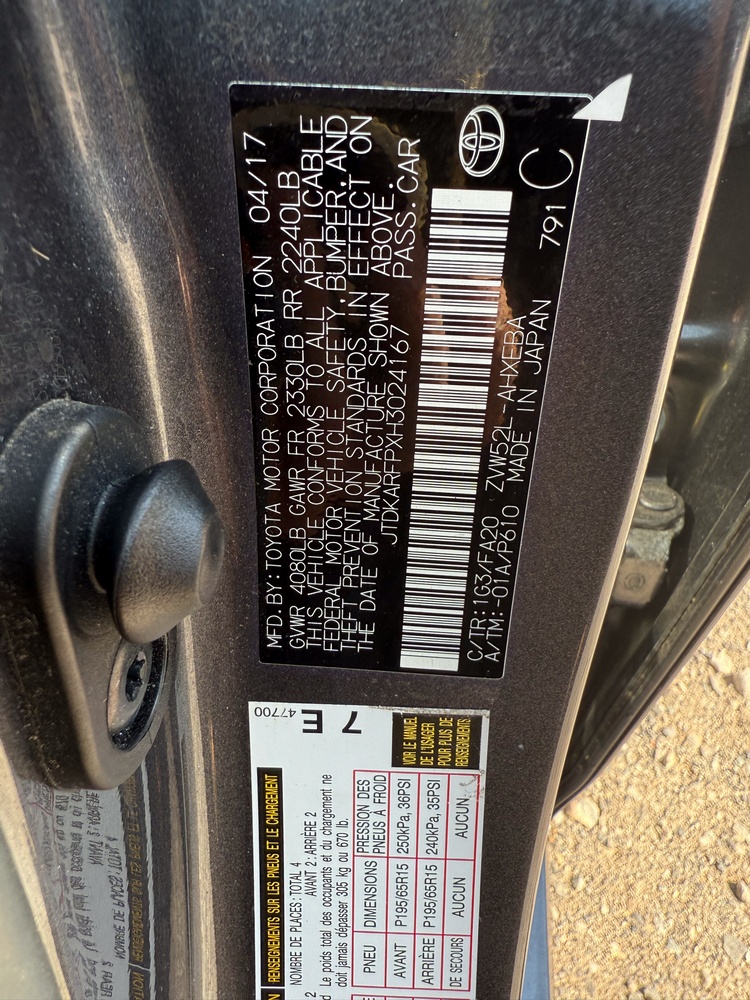 MFD. BY: TOYOTA MOTOR CORPORATION 04/17
GVWR 4080LB GAWR FR 2330LB RR 2240LB
THIS VEHICLE CONFORMS TO ALL APPLICABLE
FEDERAL MOTOR VEHICLE SAFETY, BUMPER, AND
THEFT PREVENTION STANDARDS IN EFFECT ON
THE DATE OF MANUFACTURE SHOWN ABOVE.
JTDKARFPXH3024167 PASS. CAR
C/TR: 1G3/FA20 ZVW52L-AHXEBA
A/TM: -01A/P610 MADE IN JAPAN 791
C
47700
7 E
RENSEIGNEMENTS SUR LES PNEUS ET LE CHARGEMENT
NOMBRE DE PLACES: TOTAL 4 AVANT 2: ARRIÈRE 2
Le poids total des occupants et du chargement ne
doit jamais dépasser 305 kg ou 670 lb.
PNEU DIMENSIONS PRESSION DES PNEUS À FROID
AVANT P195/65R15 250kPa, 36PSI
ARRIÈRE P195/65R15 240kPa, 35PSI
DE SECOURS AUCUN AUCUN
VOIR LE MANUEL
DE L'USAGER
POUR PLUS DE
RENSEIGNEMENTS